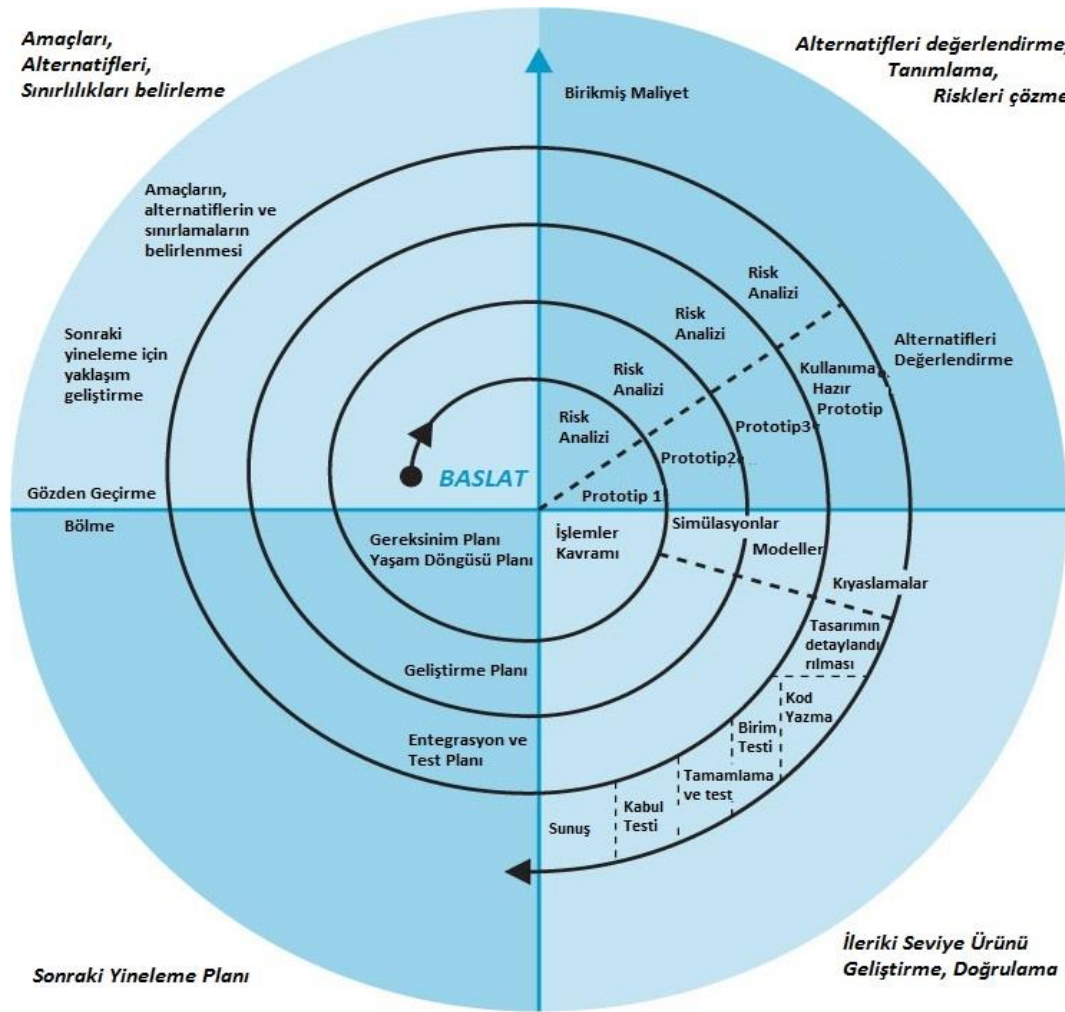 Amaçları,
Alternatifleri,
Sınırlılıkları belirleme
Alternatifleri değerlendirme,
Tanımlama,
Riskleri çözme
Birikmiş Maliyet
Amaçların,
alternatiflerin ve
sınırlamaların
belirlenmesi
Sonraki
yineleme için
yaklaşım
geliştirme
Risk
Analizi
Risk
Analizi
Risk
Analizi
Risk
Analizi
Alternatifleri
Değerlendirme
Kullanıma
Hazır
Prototip
Prototip3
Prototip2
Prototip 1
BASLAT
Gözden Geçirme
Bölme
Gereksinim Planı
Yaşam Döngüsü Planı
İşlemler
Kavramı
Simülasyonlar
Modeller
Kıyaslamalar
Tasarımın
detaylandı
rılması
Kod
Yazma
Birim
Testi
Tamamlama
ve test
Kabul
Testi
Sunuş
Geliştirme Planı
Entegrasyon ve
Test Planı
Sonraki Yineleme Planı
İleriki Seviye Ürünü
Geliştirme, Doğrulama